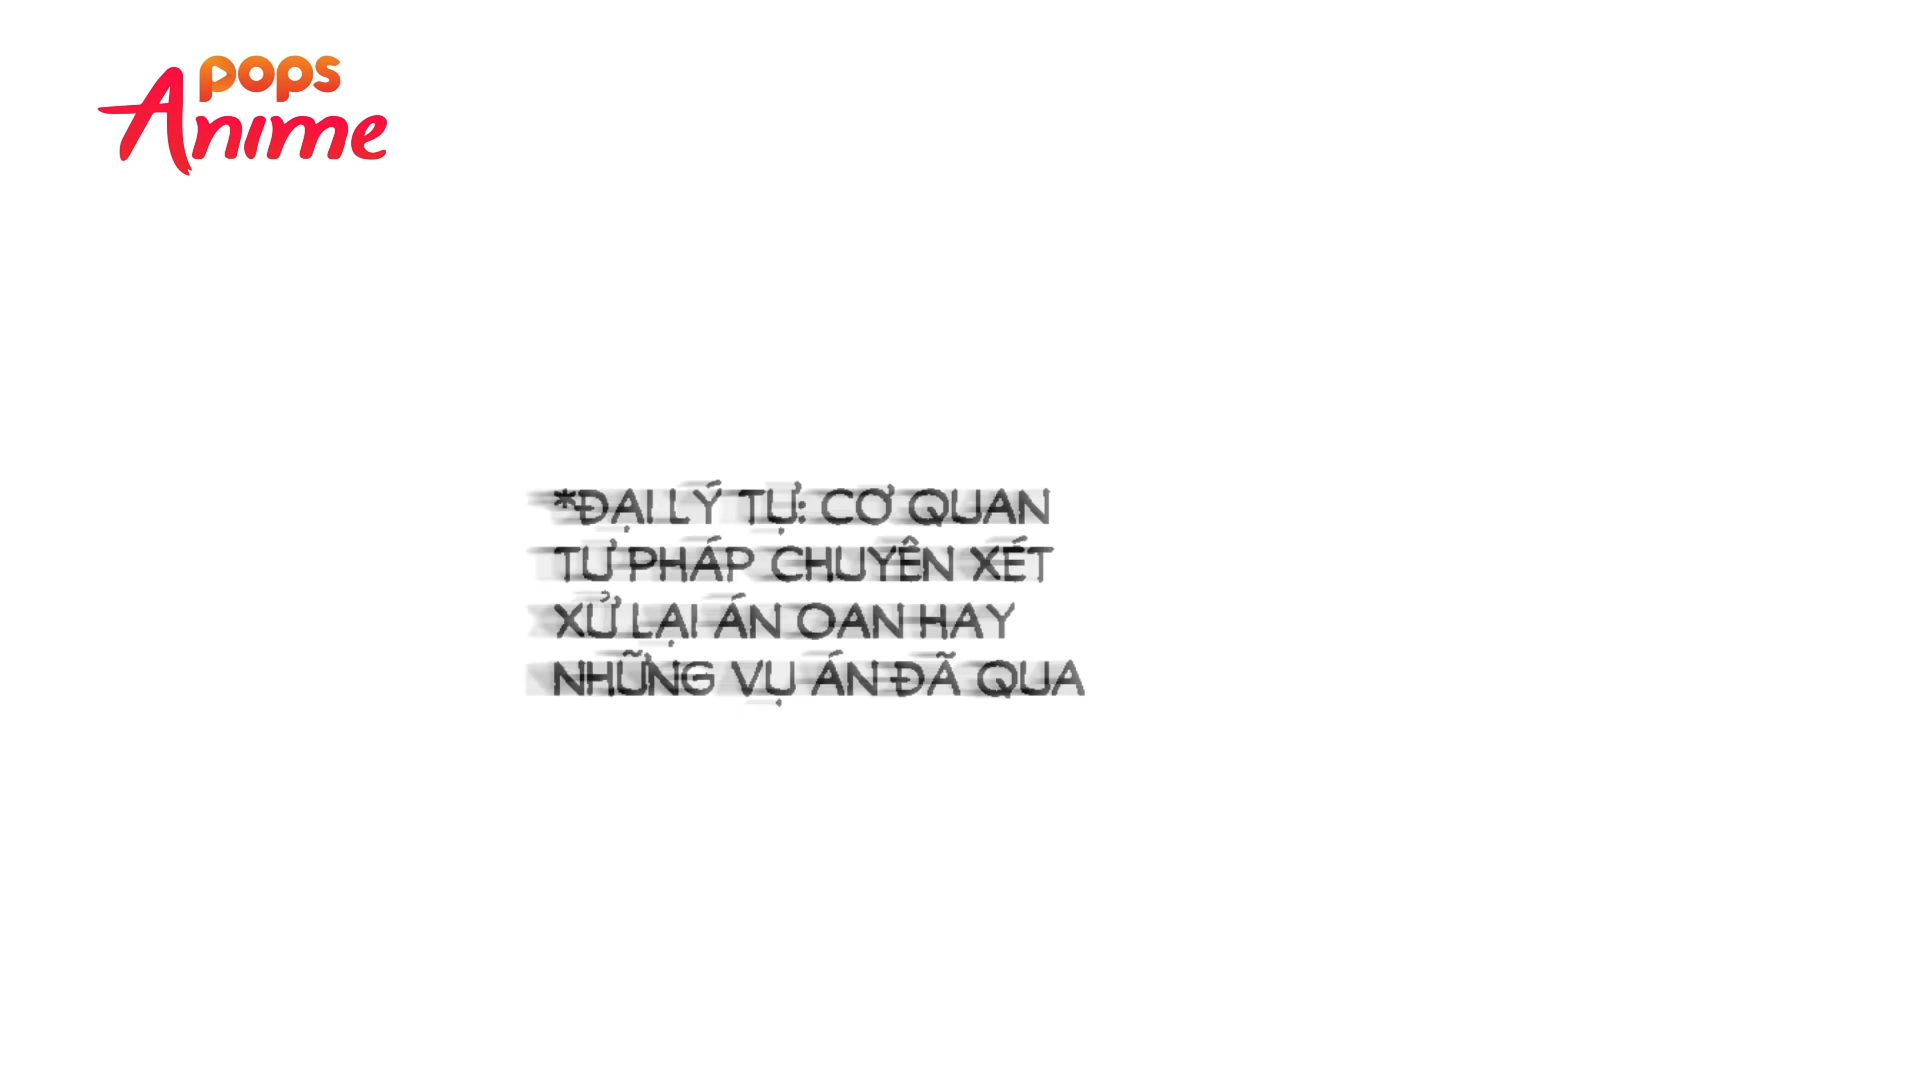 pops
Anime
*ĐẠI LÝ TỰ: CƠ QUAN
TƯ PHÁP CHUYÊN XÉT
XỬ LẠI ÁN OAN HAY
NHỮNG VỤ ÁN ĐÃ QUA